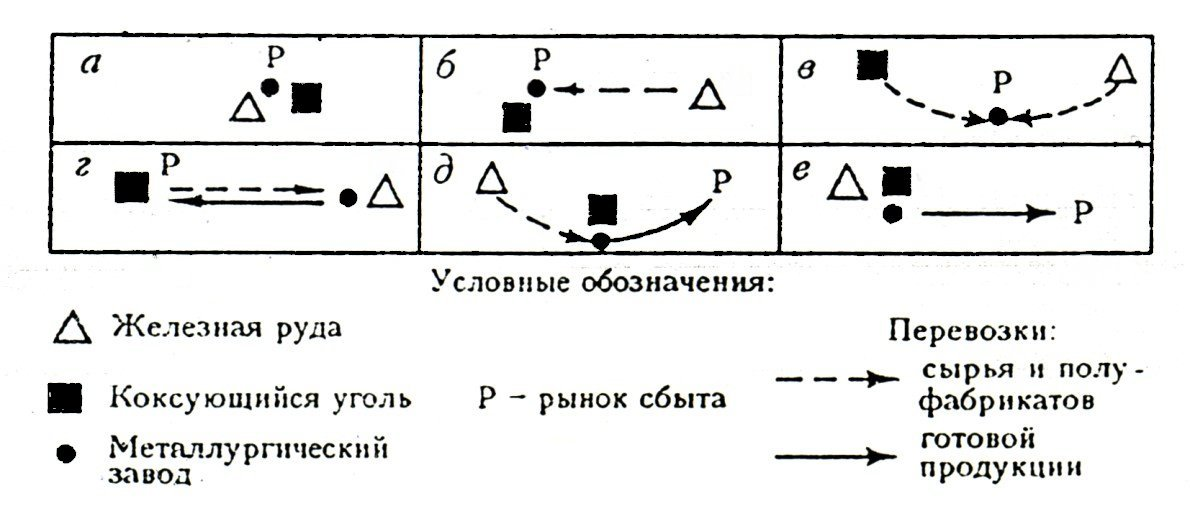 а
Р
б
Р
в
Р
г
Р
д
Р
е
Р
Условные обозначения:
Железная руда
Коксующийся уголь
Металлургический
завод
Р – рынок сбыта
Перевозки:
сырья и полу-
фабрикатов
готовой
продукции